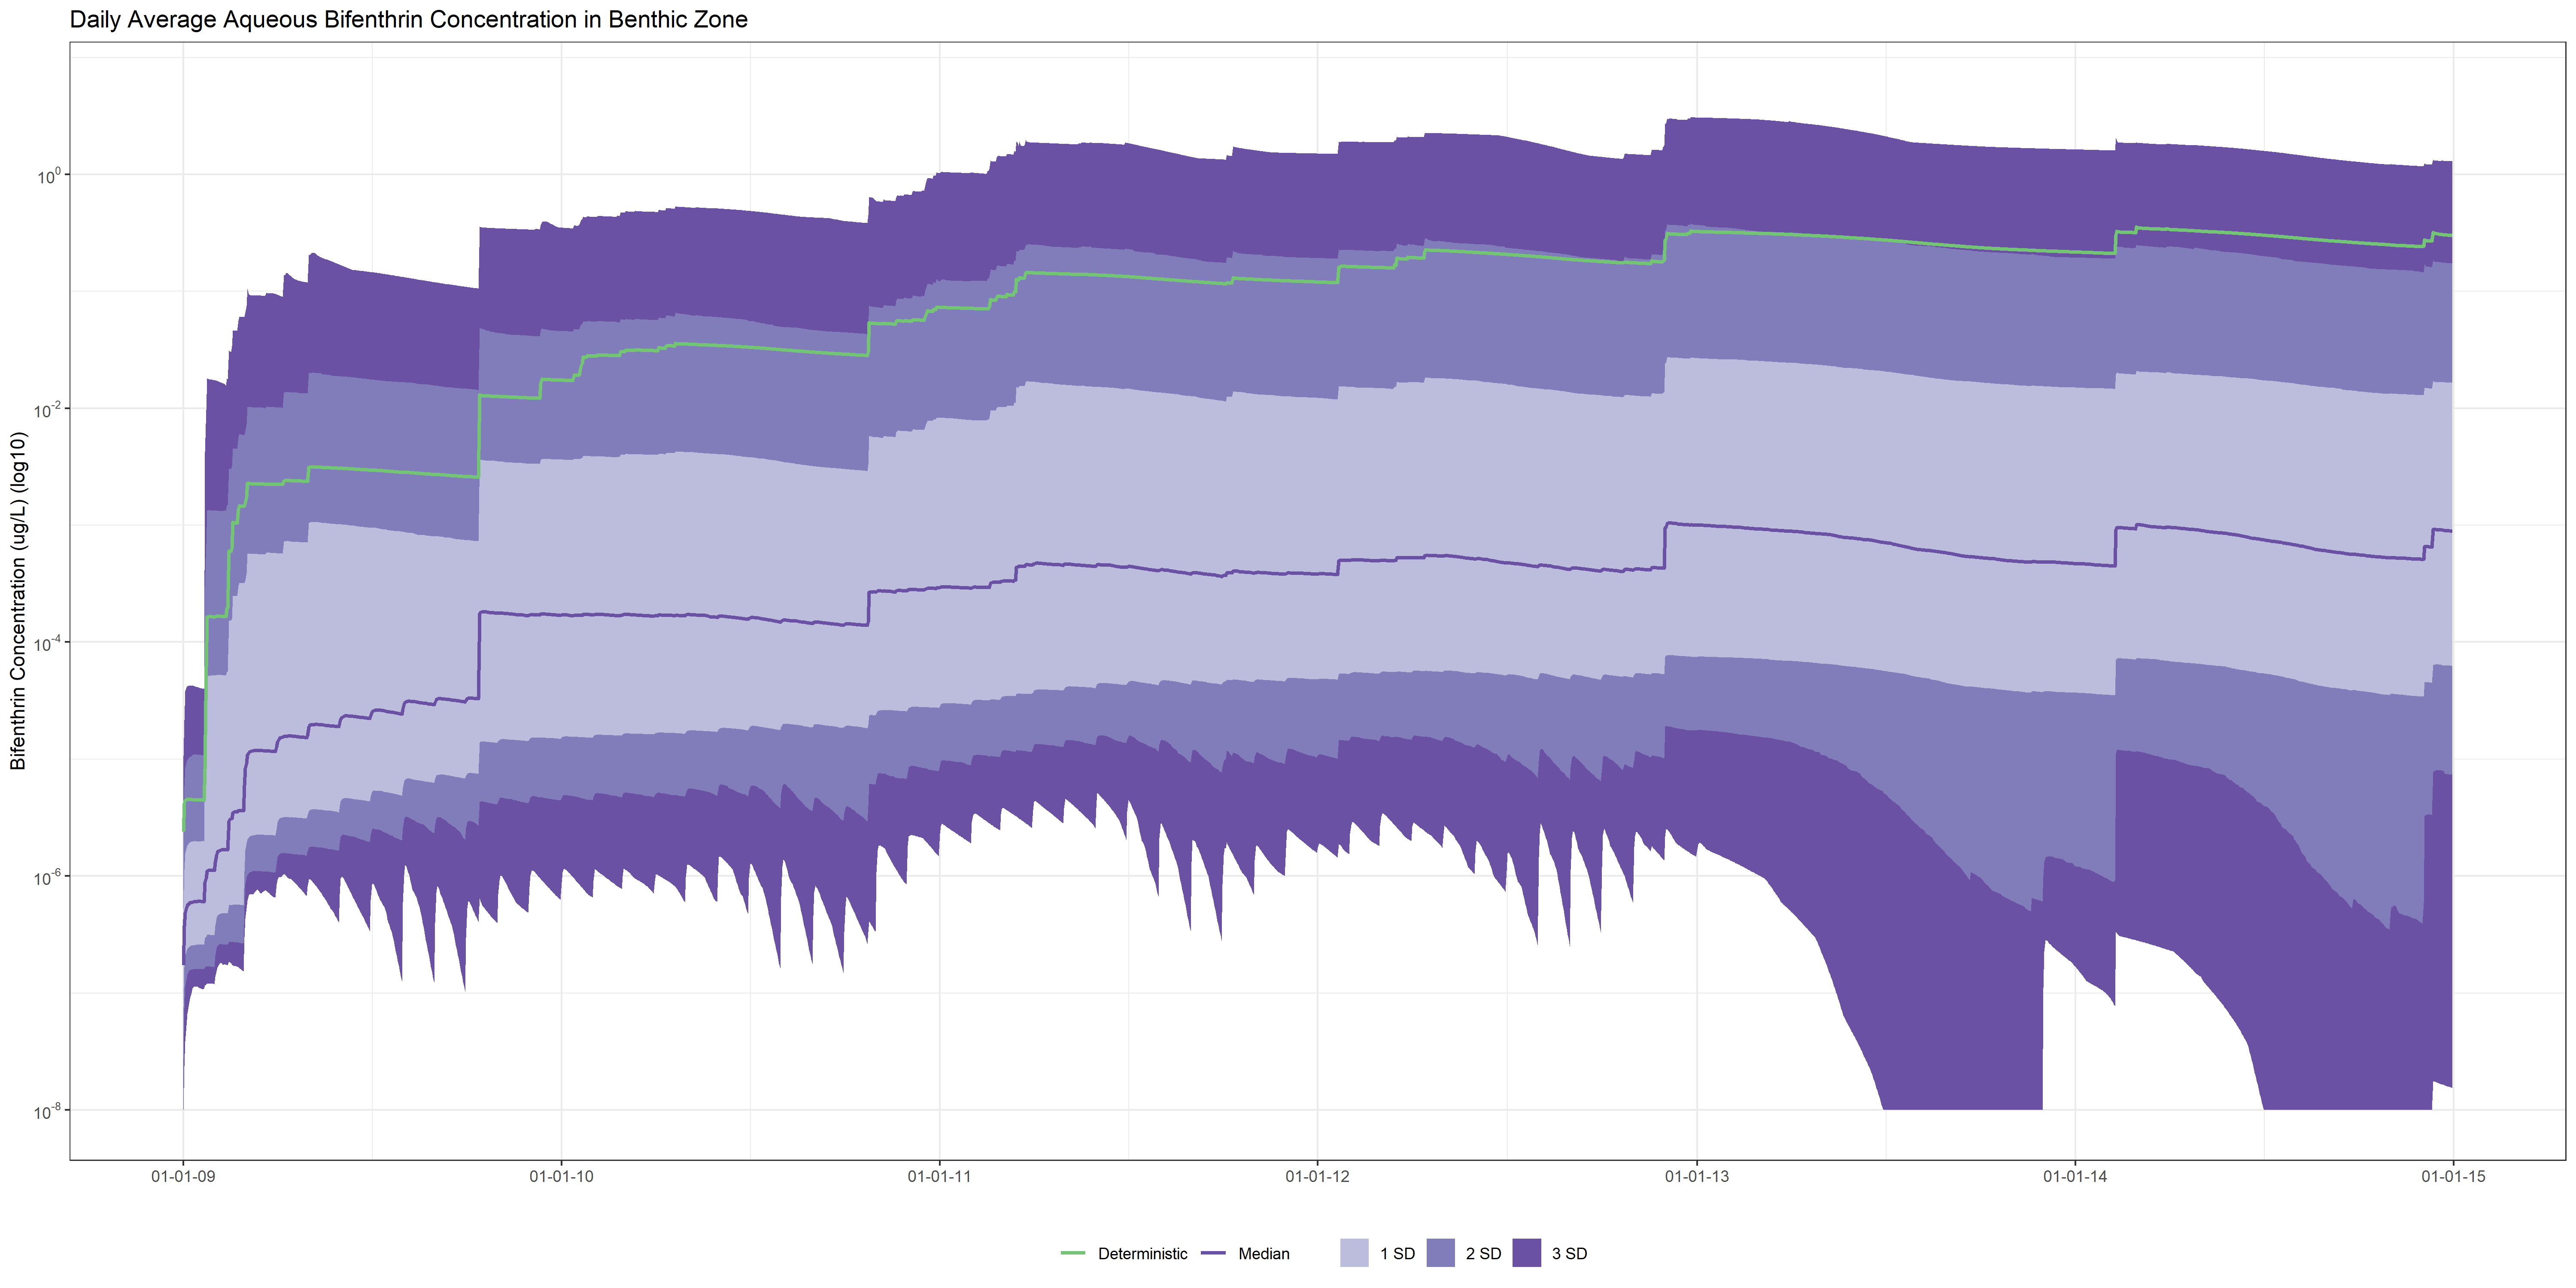 Daily Average Aqueous Bifenthrin Concentration in Benthic Zone
Bifenthrin Concentration (ug/L) (log10)
10^0
10^-2
10^-4
10^-6
10^-8
01-01-09
01-01-10
01-01-11
01-01-12
01-01-13
01-01-14
01-01-15
Deterministic
Median
1 SD
2 SD
3 SD